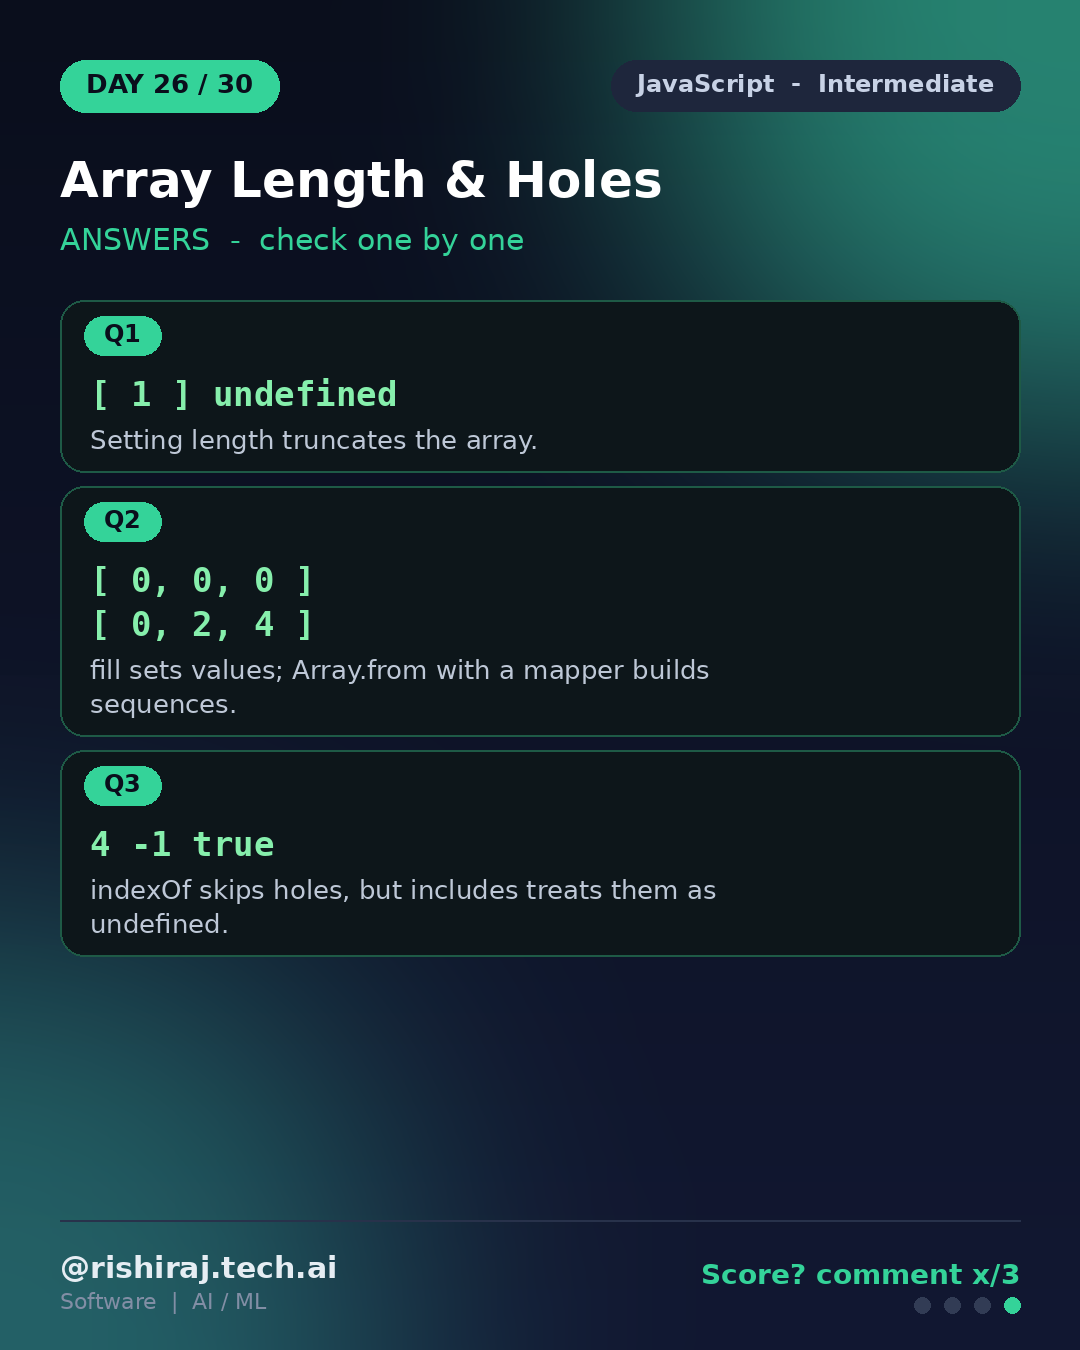 DAY 26 / 30
JavaScript - Intermediate
Array Length & Holes
ANSWERS - check one by one
Q1
[ 1 ] undefined
Setting length truncates the array.
Q2
[ 0, 0, 0 ]
[ 0, 2, 4 ]
fill sets values; Array.from with a mapper builds
sequences.
Q3
4 -1 true
indexOf skips holes, but includes treats them as
undefined.
@rishiraj.tech.ai
Software | AI / ML
Score? comment x/3